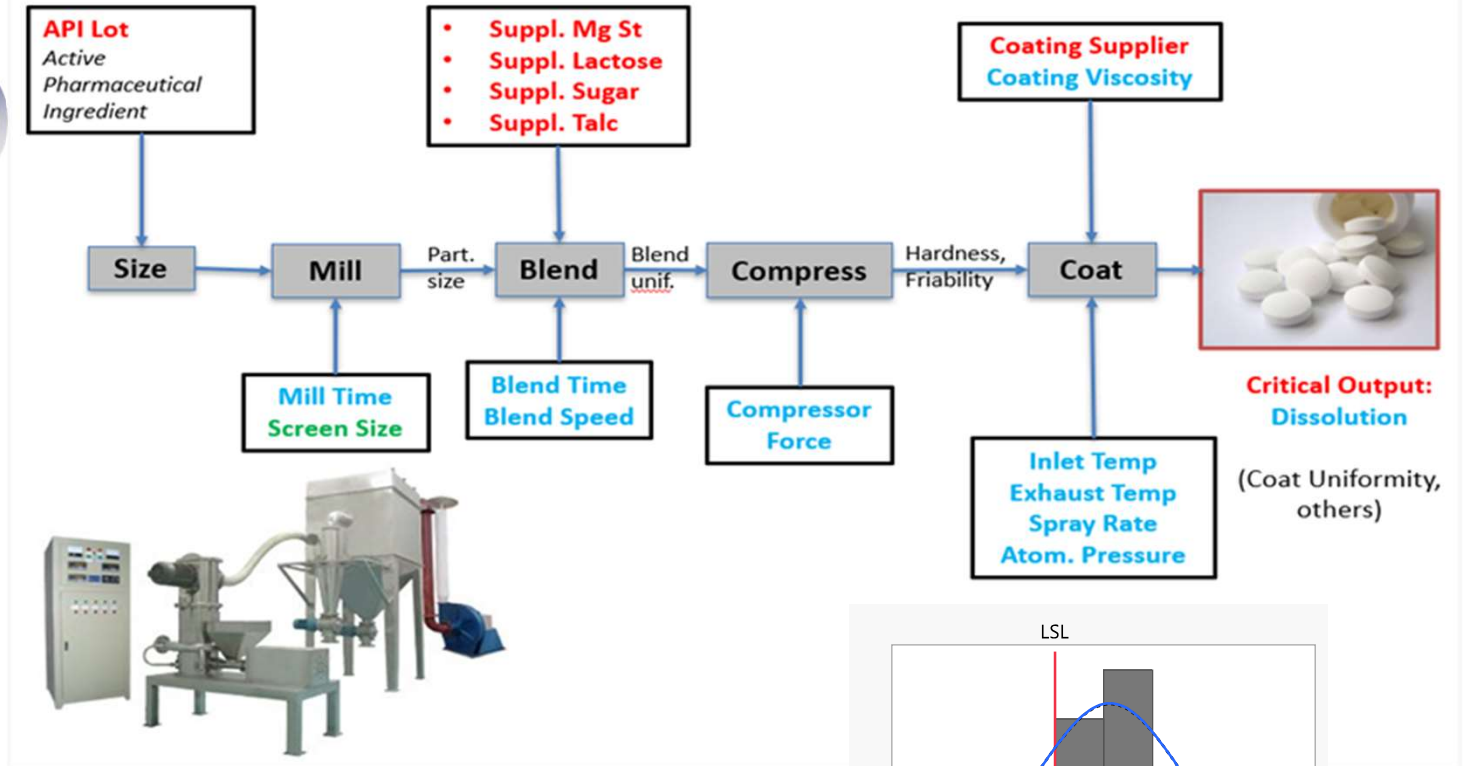 API Lot
Active
Pharmaceutical
Ingredient
• Suppl. Mg St
• Suppl. Lactose
• Suppl. Sugar
• Suppl. Talc
Coating Supplier
Coating Viscosity
Size
Mill
Part.
size
Blend
Blend
unif.
Compress
Hardness,
Friability
Coat
Mill Time
Screen Size
Blend Time
Blend Speed
Compressor
Force
Inlet Temp
Exhaust Temp
Spray Rate
Atom. Pressure
Critical Output:
Dissolution
(Coat Uniformity,
others)
LSL